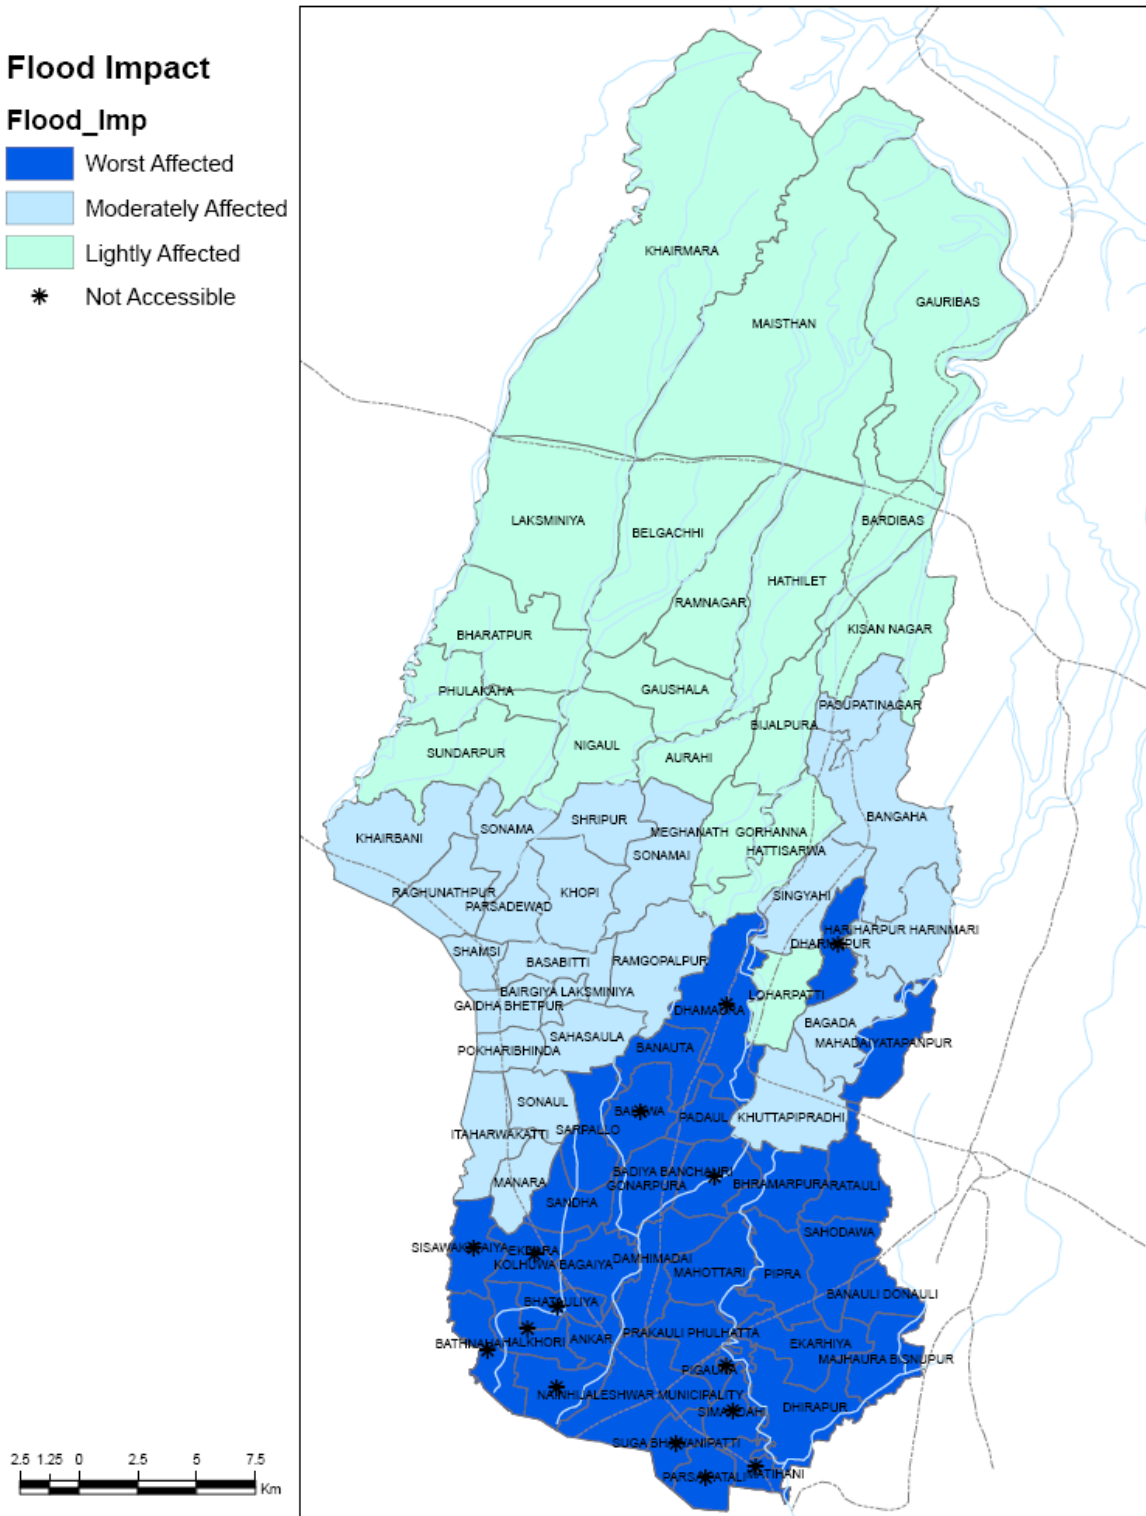 Flood Impact
Flood_Imp
Worst Affected
Moderately Affected
Lightly Affected
Not Accessible
KHAIRMARA
GAURIBAS
MAISTHAN
LAKSMINIYA
BARDIBAS
BELGACHHI
HATHILET
RAMNAGAR
KISAN NAGAR
BHARATPUR
PHULAKAHA
GAUSHALA
PASUPATINAGAR
BIJALPURA
NIGAUL
SUNDARPUR
AURAHI
BANGAHA
SHRIPUR
SONAMA
MEGHANATH GORHANNA
KHAIRBANI
HATTISARWA
SONAMAI
RAGHUNATHPUR
KHOPI
SINGYAHI
PARSADEWAD
HARIHARPUR HARINMARI
SHAMSI
BASABITTI
RAMGOPALPUR
BAIRGIYA LAKSMINIYA
LOHARPATTI
GAIDHA BHETPUR
DHAMAURA
BAGADA
SAHASAULA
MAHADAIYATAPANPUR
POKHARIBHINDA
BANAUTA
SONAUL
PADAUL
KHUTTAPIPRADHI
ITAHARWAKATTI
SARPALLO
BADIYA BANCHAURI
MANARA
GONARPURA
BHRAMARPURA
RATAULI
SANDHA
SAHODAWA
KOLHUWA BAGAIYA
DAMHIMADAI
MAHOTTARI
PIPRA
BANAULI DONAULI
BHATAULIYA
PRAKAULI PHULHATTA
BATHNAHA
HALKHORI
ANKAR
EKARHIYA
MAJHAURA BISNUPUR
JALESHWAR MUNICIPALITY
DHIRAPUR
MATIHANI
2.5 1.25 0 2.5 5 7.5
Km